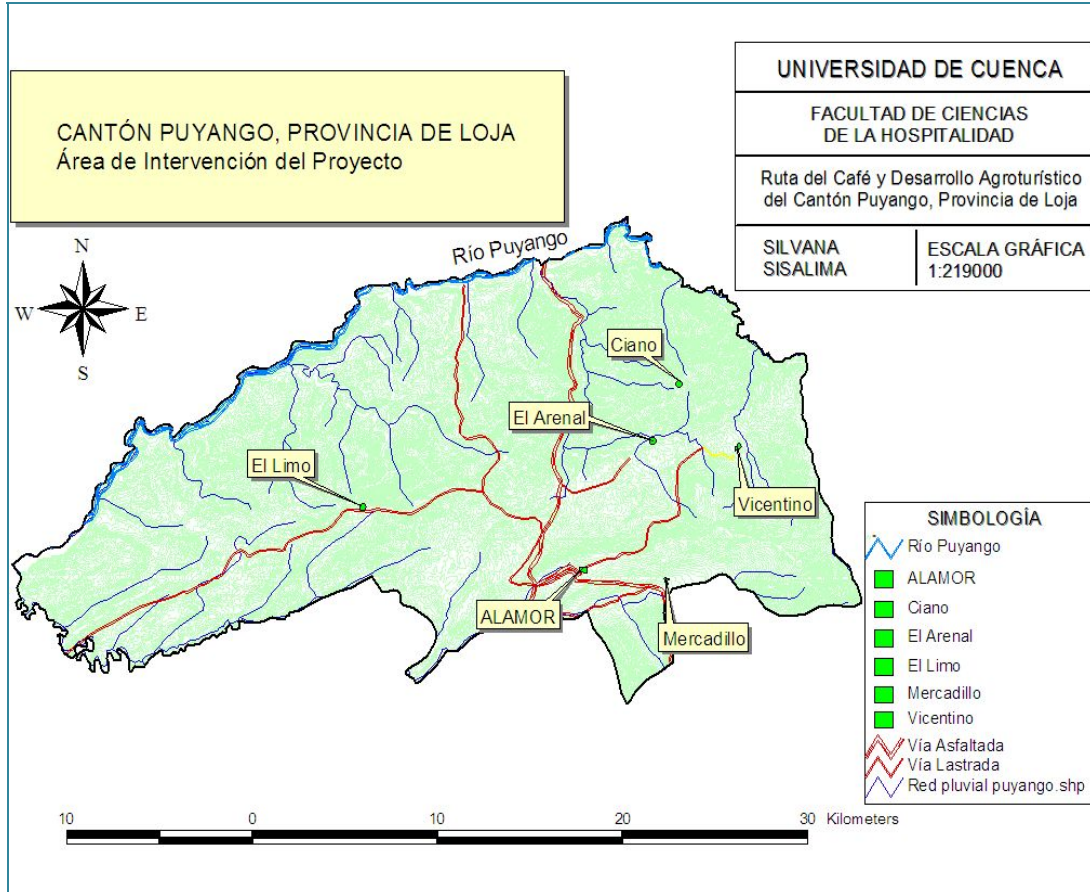 UNIVERSIDAD DE CUENCA
FACULTAD DE CIENCIAS
DE LA HOSPITALIDAD
Ruta del Café y Desarrollo Agroturístico
del Cantón Puyango, Provincia de Loja
SILVANA
SISALIMA
ESCALA GRÁFICA
1:219000
CANTÓN PUYANGO, PROVINCIA DE LOJA
Área de Intervención del Proyecto
N
W
E
S
Río Puyango
Ciano
El Arenal
El Limo
Vicentino
ALAMOR
Mercadillo
SIMBOLOGÍA
Río Puyango
ALAMOR
Ciano
El Arenal
El Limo
Mercadillo
Vicentino
Vía Asfaltada
Vía Lastrada
Red pluvial puyango.shp
10 0 10 20 30 Kilometers